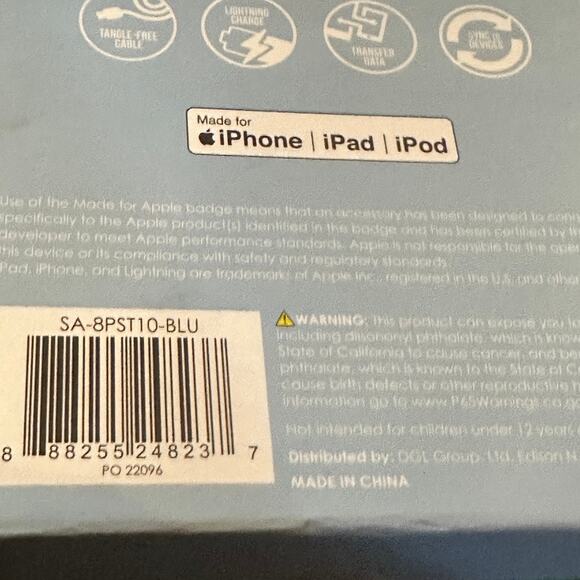 TANGLE-FREE
CABLE
LIGHTNING
CHARGE
TRANSFER
DATA
SYNC IO
DEVICES
Made for
iPhone | iPad | iPod
Use of the Made for Apple badge means that an accessory has been designed to
specifically to the Apple product(s) identified in the badge and has been certified by
developer to meet Apple performance standards. Apple is not responsible for the
this device or its compliance with safety and regulatory standards.
Pad, iPhone, and Lightning are trademarks of Apple Inc., registered in the U.S. and other
SA-8PST10-BLU
8 88255 24823 7
PO 22096
WARNING: This product can expose you to
including diisononyl phthalate, which is
State of California to cause cancer, and
phthalate, which is known to the State of
cause birth defects or other reproductive
information go to www.P65Warnings.ca.go
Not intended for children under 12 years
Distributed by: DGL Group, Ltd. Edison N.
MADE IN CHINA